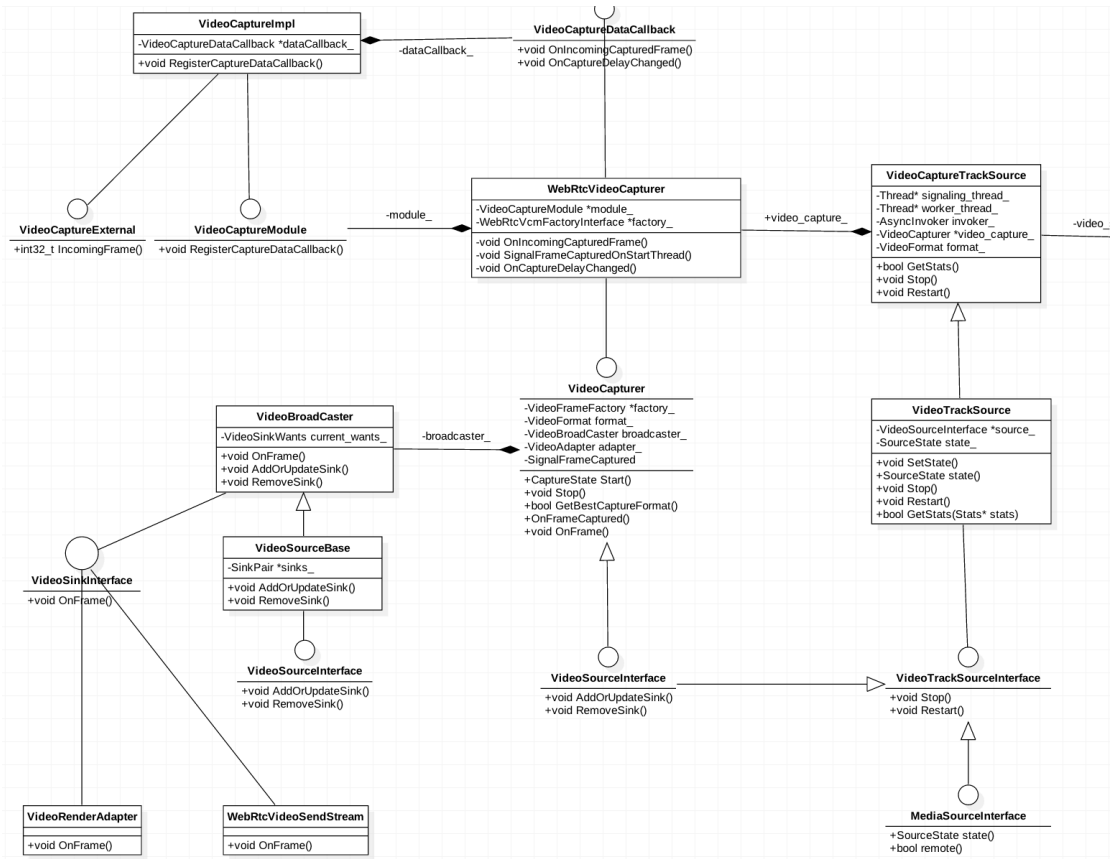 VideoCaptureImpl
-VideoCaptureDataCallback *dataCallback_
+void RegisterCaptureDataCallback()
-dataCallback_
VideoCaptureDataCallback
+void OnIncomingCapturedFrame()
+void OnCaptureDelayChanged()
VideoCaptureExternal
+int32_t IncomingFrame()
VideoCaptureModule
+void RegisterCaptureDataCallback()
-module_
WebRtcVideoCapturer
-VideoCaptureModule *module_
-WebRtcVcmFactoryInterface *factory_
-void OnIncomingCapturedFrame()
-void SignalFrameCapturedOnStartThread()
-void OnCaptureDelayChanged()
+video_capture_
VideoCaptureTrackSource
-Thread* signaling_thread_
-Thread* worker_thread_
-AsyncInvoker invoker_
-VideoCapturer *video_capture_
-VideoFormat format_
+bool GetStats()
+void Stop()
+void Restart()
-video_
VideoBroadCaster
-VideoSinkWants current_wants_
+void OnFrame()
+void AddOrUpdateSink()
+void RemoveSink()
-broadcaster_
VideoCapturer
-VideoFrameFactory *factory_
-VideoFormat format_
-VideoBroadCaster broadcaster_
-VideoAdapter adapter_
-SignalFrameCaptured
+CaptureState Start()
+void Stop()
+bool GetBestCaptureFormat()
+OnFrameCaptured()
+void OnFrame()
VideoTrackSource
-VideoSourceInterface *source_
-SourceState state_
+void SetState()
+SourceState state()
+void Stop()
+void Restart()
+bool GetStats(Stats* stats)
VideoSinkInterface
+void OnFrame()
VideoSourceBase
-SinkPair *sinks_
+void AddOrUpdateSink()
+void RemoveSink()
VideoSourceInterface
+void AddOrUpdateSink()
+void RemoveSink()
VideoSourceInterface
+void AddOrUpdateSink()
+void RemoveSink()
VideoTrackSourceInterface
+void Stop()
+void Restart()
VideoRenderAdapter
+void OnFrame()
WebRtcVideoSendStream
+void OnFrame()
MediaSourceInterface
+SourceState state()
+bool remote()